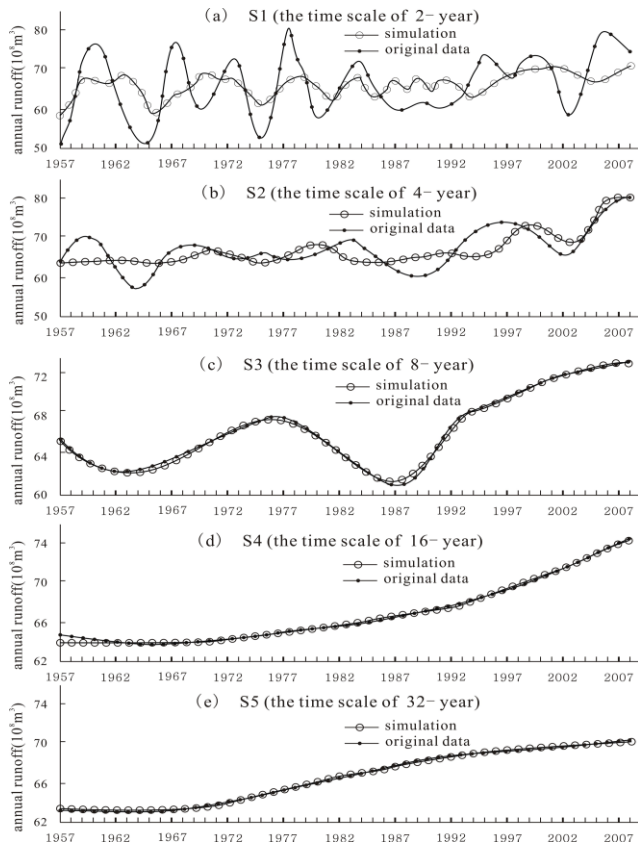 (a) S1 (the time scale of 2- year)
simulation
original data
annual runoff(10⁸m³)
80
70
60
50
1957 1962 1967 1972 1977 1982 1987 1992 1997 2002 2007
(b) S2 (the time scale of 4- year)
simulation
original data
annual runoff(10⁸m³)
80
70
60
50
1957 1962 1967 1972 1977 1982 1987 1992 1997 2002 2007
(c) S3 (the time scale of 8- year)
simulation
original data
annual runoff(10⁸m³)
72
68
64
60
1957 1962 1967 1972 1977 1982 1987 1992 1997 2002 2007
(d) S4 (the time scale of 16- year)
simulation
original data
annual runoff(10⁸m³)
74
70
66
62
1957 1962 1967 1972 1977 1982 1987 1992 1997 2002 2007
(e) S5 (the time scale of 32- year)
simulation
original data
annual runoff(10⁸m³)
74
70
66
62
1957 1962 1967 1972 1977 1982 1987 1992 1997 2002 2007